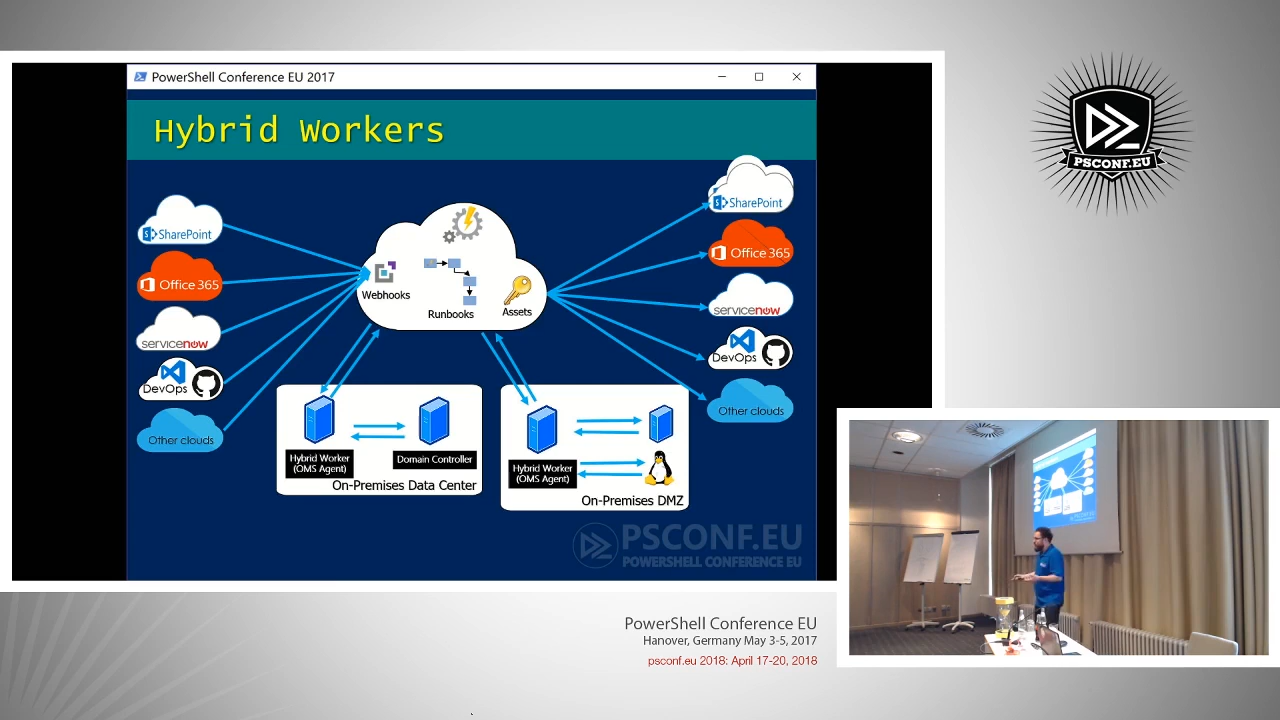 PowerShell Conference EU 2017
Hybrid Workers
SharePoint
Office 365
servicenow
DevOps
Other clouds
Webhooks
Runbooks
Assets
SharePoint
Office 365
servicenow
DevOps
Other clouds
Hybrid Worker
(OMS Agent)
Domain Controller
On-Premises Data Center
Hybrid Worker
(OMS Agent)
On-Premises DMZ
PSCONF.EU
POWERSHELL CONFERENCE EU
PSCONF.EU
PowerShell Conference EU
Hanover, Germany May 3-5, 2017
psconf.eu 2018: April 17-20, 2018